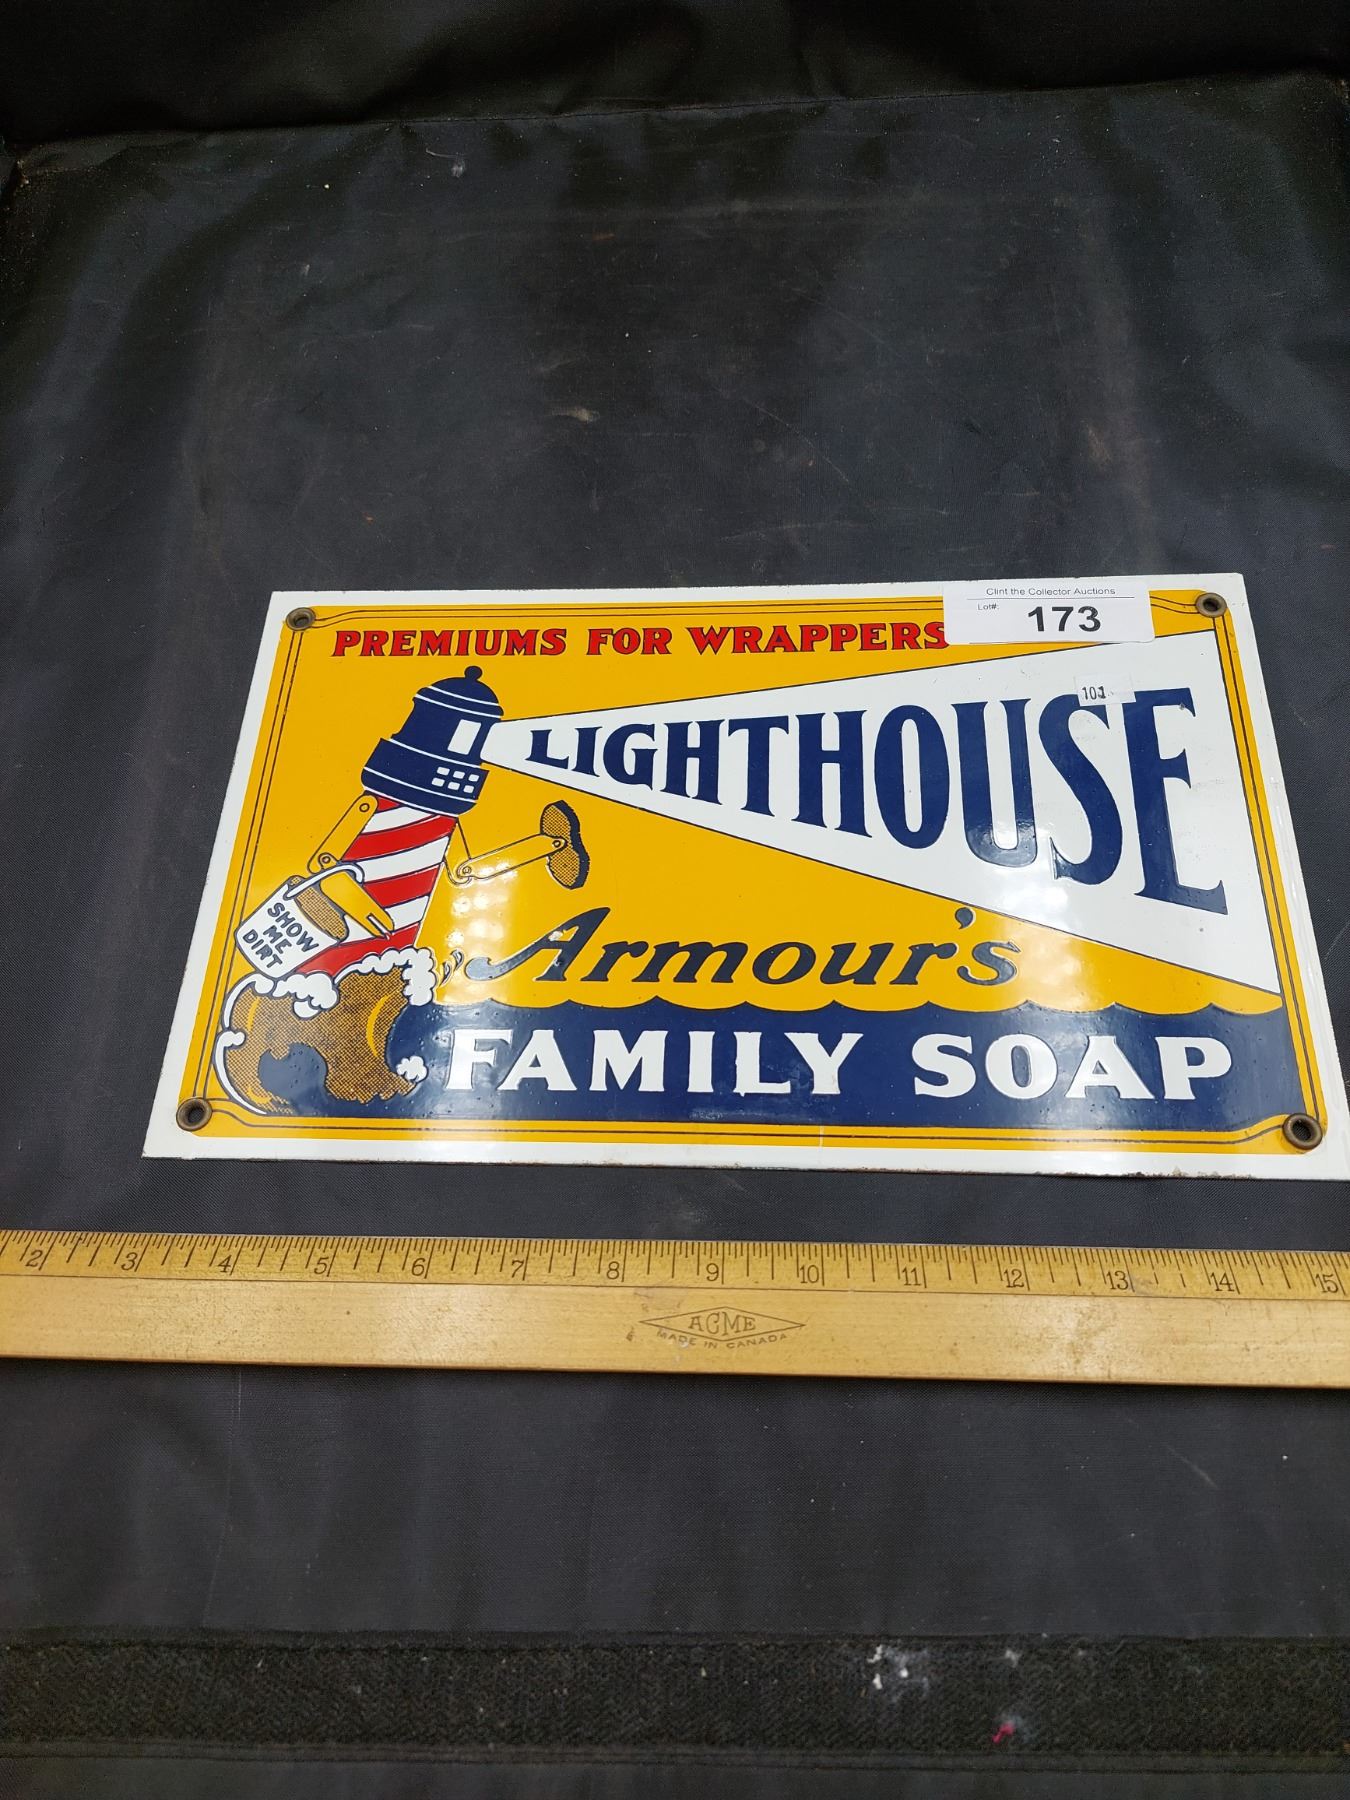 Clint the Collector Auctions
Lot#: 173
PREMIUMS FOR WRAPPERS
101
LIGHTHOUSE
SHOW
ME
DIRT
Armour's
FAMILY SOAP
2 3 4 5 6 7 8 9 10 11 12 13 14 15
ACME
MADE IN CANADA